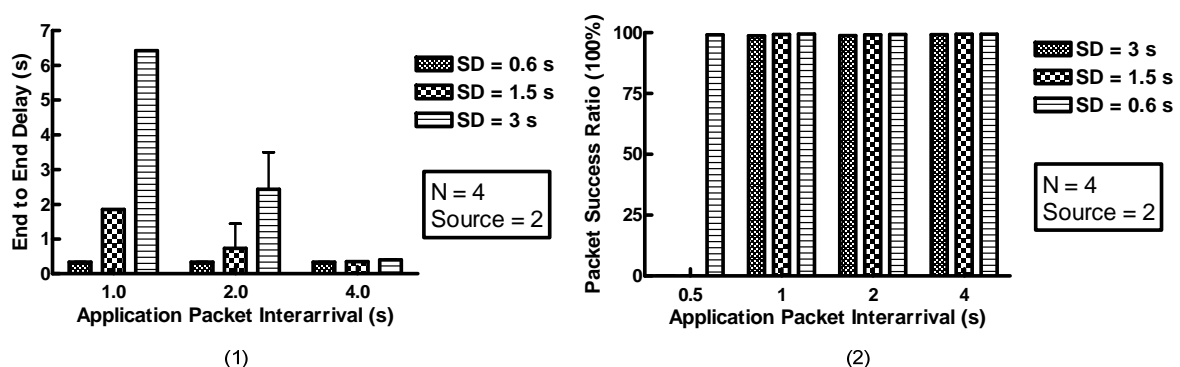 End to End Delay (s)
7
6
5
4
3
2
1
0
1.0 2.0 4.0
Application Packet Interarrival (s)
SD = 0.6 s
SD = 1.5 s
SD = 3 s
N = 4
Source = 2
(1)
Packet Success Ratio (100%)
100
75
50
25
0
0.5 1 2 4
Application Packet Interarrival (s)
SD = 3 s
SD = 1.5 s
SD = 0.6 s
N = 4
Source = 2
(2)